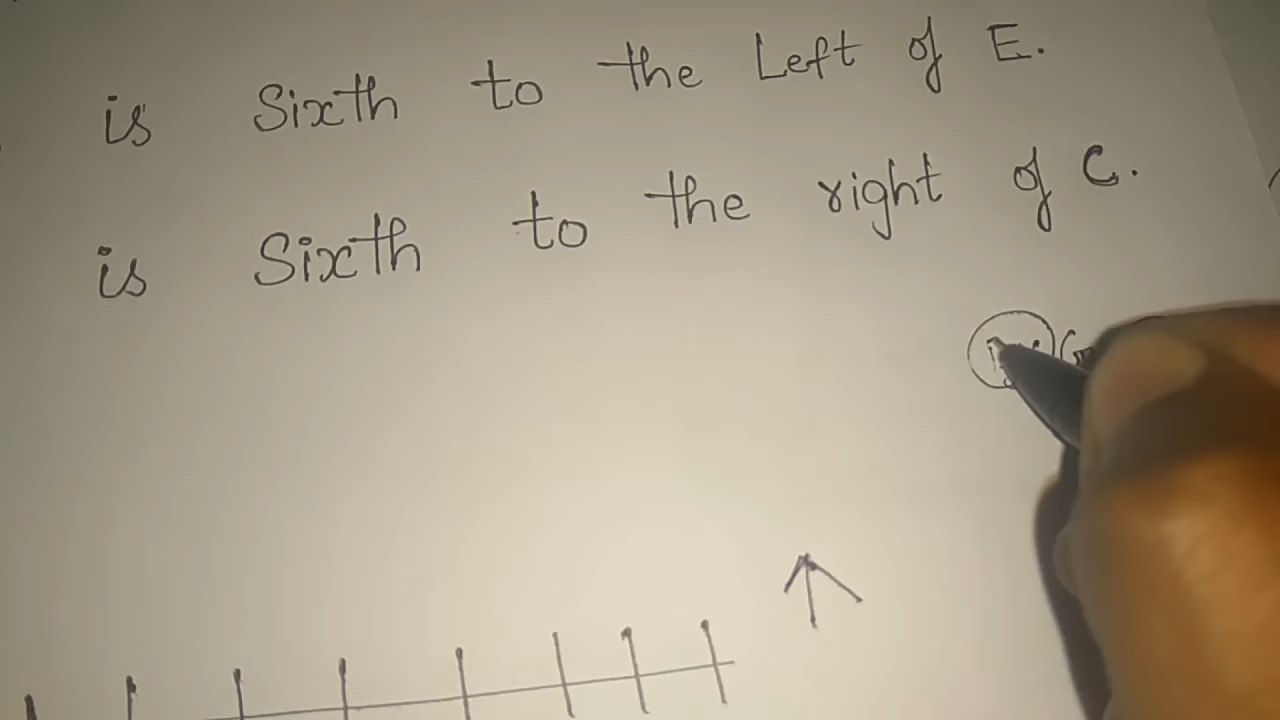 is Sixth to the Left of E.
is Sixth to the right of C.